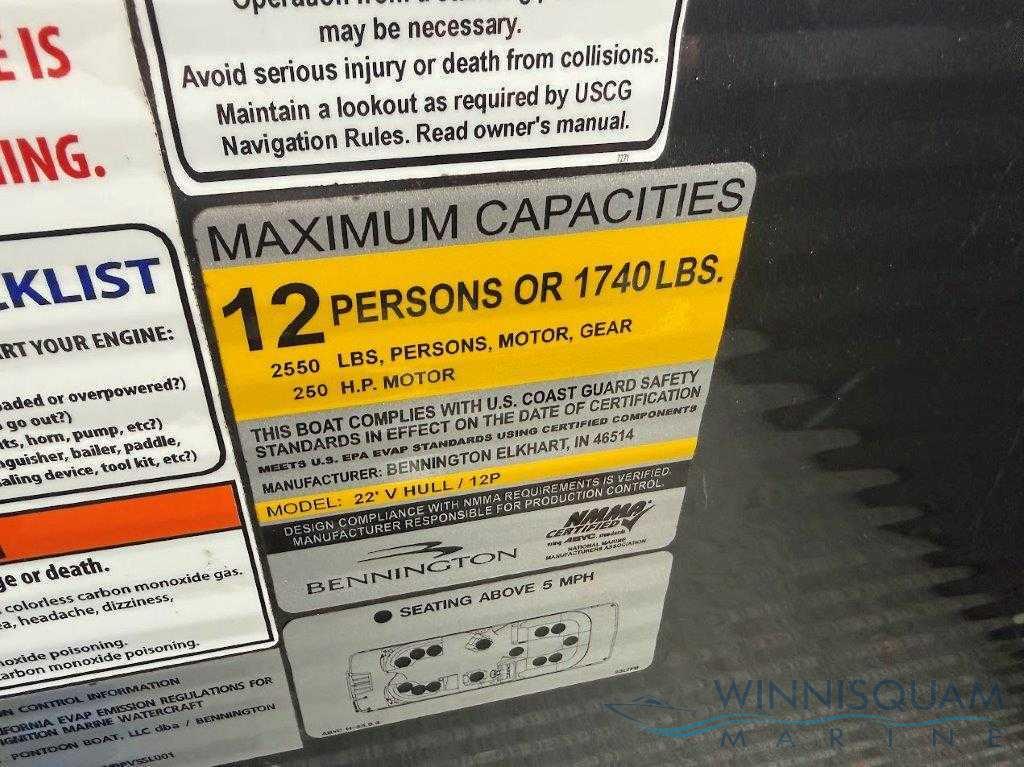 may be necessary.
Avoid serious injury or death from collisions.
Maintain a lookout as required by USCG
Navigation Rules. Read owner's manual.
E IS
ING.
KLIST
RT YOUR ENGINE:
aded or overpowered?)
go out?)
ts, horn, pump, etc?)
nguisher, bailer, paddle,
aling device, tool kit, etc?)
ge or death.
colorless carbon monoxide gas.
ea, headache, dizziness,
noxide poisoning.
carbon monoxide poisoning.
ON CONTROL INFORMATION
IFORNIA EVAP EMISSION REGULATIONS FOR
IGNITION MARINE WATERCRAFT
PONTOON BOAT, LLC dba / BENNINGTON
MAXIMUM CAPACITIES
12 PERSONS OR 1740 LBS.
2550 LBS, PERSONS, MOTOR, GEAR
250 H.P. MOTOR
THIS BOAT COMPLIES WITH U.S. COAST GUARD SAFETY
STANDARDS IN EFFECT ON THE DATE OF CERTIFICATION
MEETS U.S. EPA EVAP STANDARDS USING CERTIFIED COMPONENTS
MANUFACTURER: BENNINGTON ELKHART, IN 46514
MODEL: 22' V HULL / 12P
DESIGN COMPLIANCE WITH NMMA REQUIREMENTS IS VERIFIED.
MANUFACTURER RESPONSIBLE FOR PRODUCTION CONTROL.
BENNINGTON
NMMA
CERTIFIED
using ABYC standards
NATIONAL MARINE
MANUFACTURERS ASSOCIATION
SEATING ABOVE 5 MPH
WINNISQUAM
MARINE